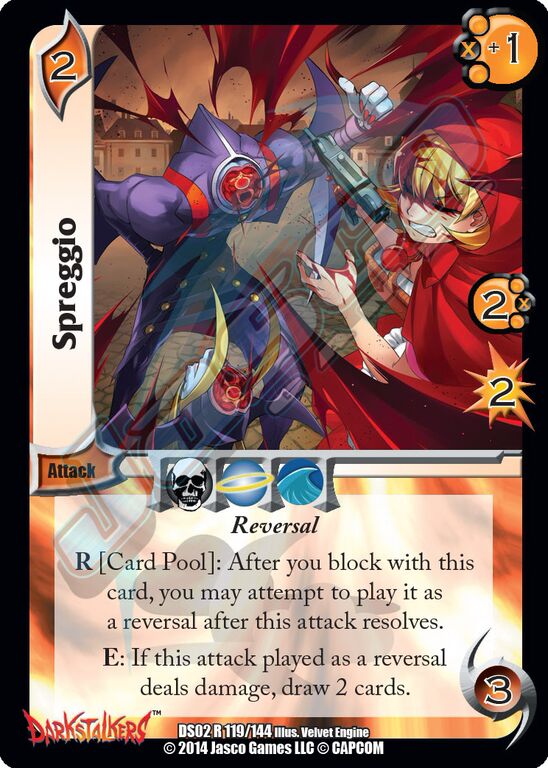 2
+1
Spreggio
2
2
Attack
Reversal
R [Card Pool]: After you block with this
card, you may attempt to play it as
a reversal after this attack resolves.
E: If this attack played as a reversal
deals damage, draw 2 cards.
3
DARKSTALKERS™
DS02 R 119/144 Illus. Velvet Engine
© 2014 Jasco Games LLC © CAPCOM